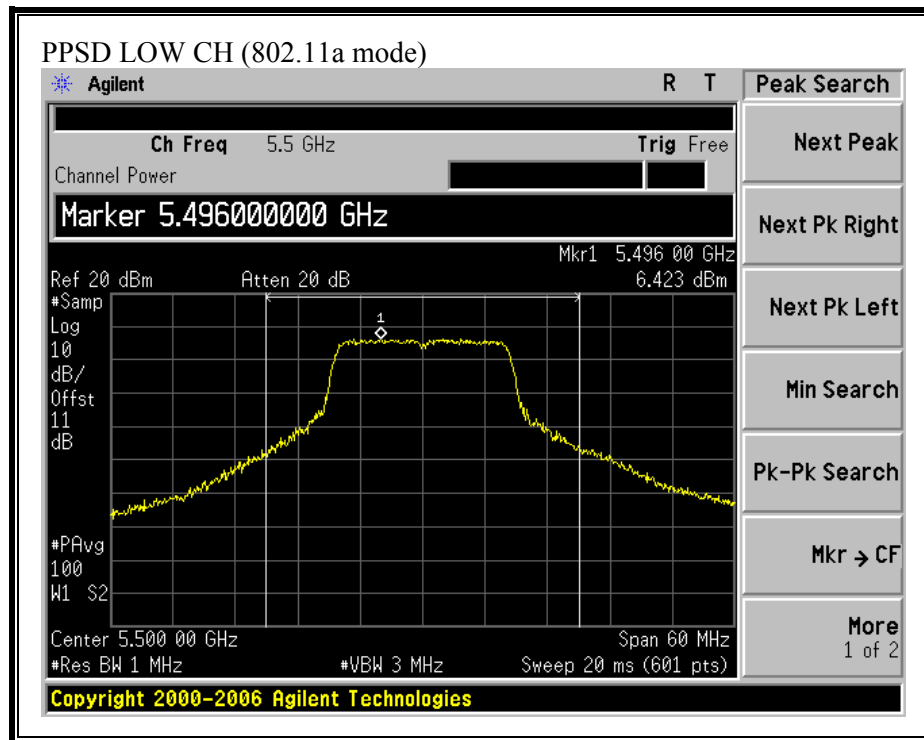 PPSD LOW CH (802.11a mode)
Agilent R T
Peak Search
Ch Freq 5.5 GHz Trig Free
Channel Power
Marker 5.496000000 GHz
Mkr1 5.496 00 GHz
Ref 20 dBm Atten 20 dB 6.423 dBm
#Samp
Log
10
dB/
Offst
11
dB
1
#PAvg
100
W1 S2
Center 5.500 00 GHz Span 60 MHz
#Res BW 1 MHz #VBW 3 MHz Sweep 20 ms (601 pts)
Copyright 2000-2006 Agilent Technologies
Next Peak
Next Pk Right
Next Pk Left
Min Search
Pk-Pk Search
Mkr → CF
More
1 of 2